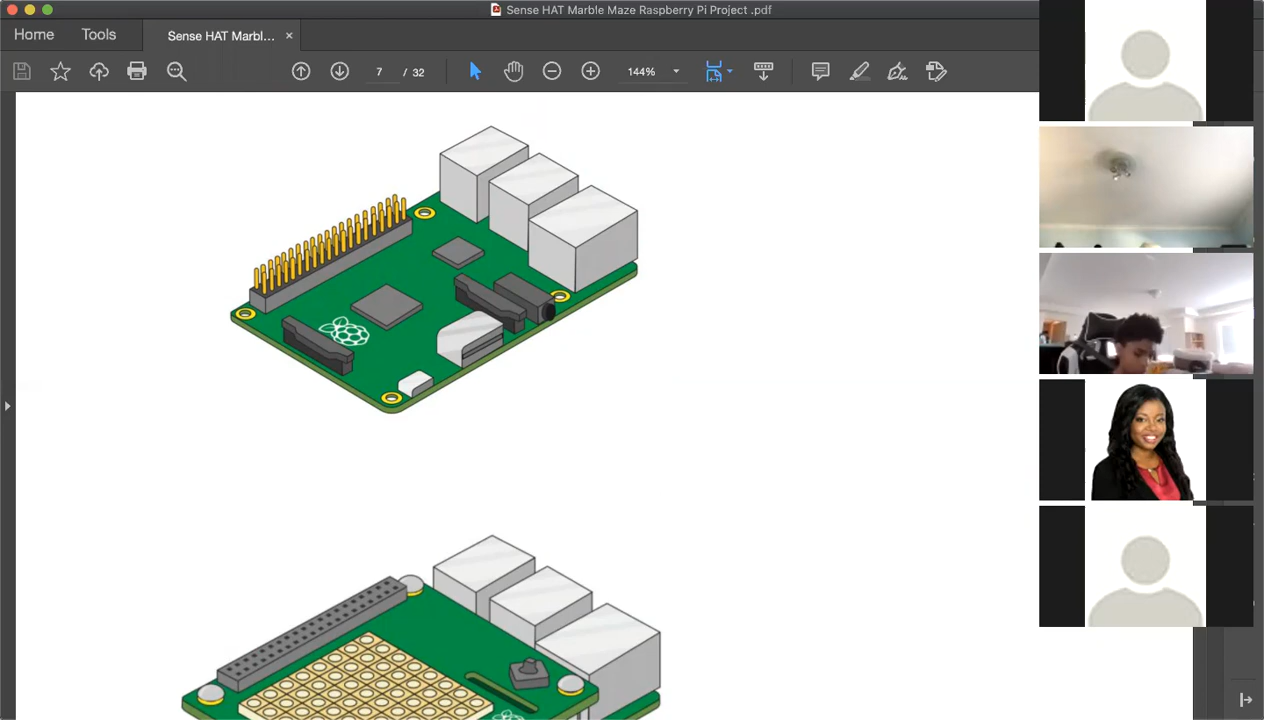 Sense HAT Marble Maze Raspberry Pi Project .pdf
Home Tools Sense HAT Marbl... ×
7 / 32 144%